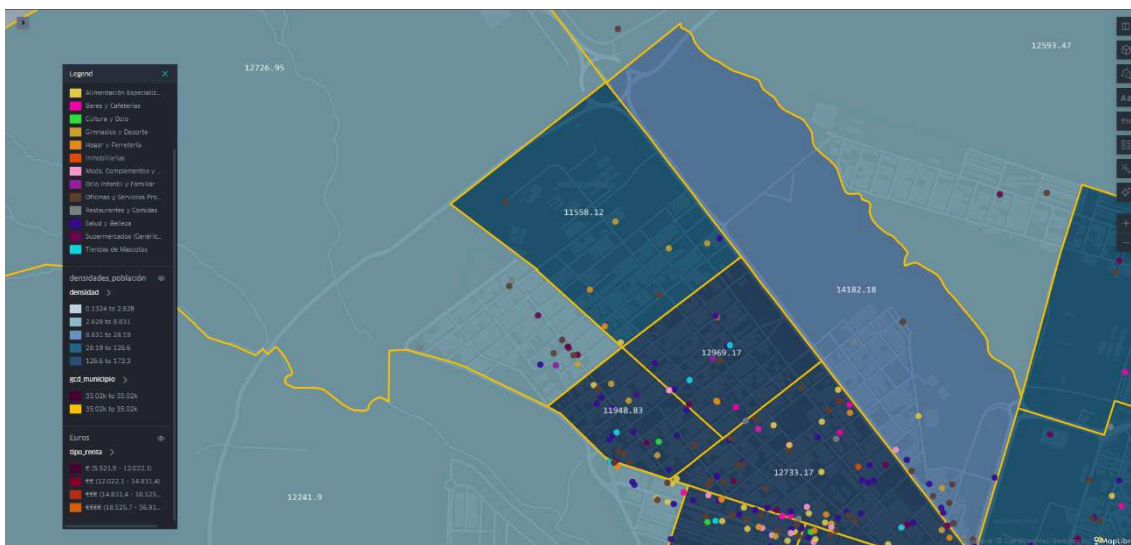 12726.95
12593.47
Legend
Alimentación Especializ...
Bares y Cafeterías
Cultura y Ocio
Gimnasios y Deporte
Hogar y Ferretería
Inmobiliarias
Moda, Complementos y ...
Ocio Infantil y Familiar
Oficinas y Servicios Pro...
Restaurantes y Comidas
Salud y Belleza
Supermercados (Genéric...
Tiendas de Mascotas
densidades_población
densidad
0.1324 to 2.828
2.828 to 8.831
8.831 to 28.19
28.19 to 126.6
126.6 to 173.3
gcd_municipio
35.02k to 35.02k
35.02k to 35.02k
Euros
tipo_renta
€ (5.921,9 - 12.022,1)
€€ (12.022,1 - 14.831,4)
€€€ (14.831,4 - 18.525,...
€€€€ (18.525,7 - 36.91...
11558.12
14182.18
12969.17
11948.83
12733.17
12241.9
MapLibre